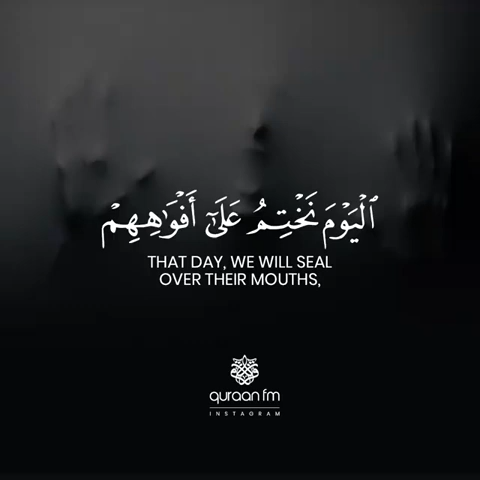 ٱلْيَوْمَ نَخْتِمُ عَلَىٰٓ أَفْوَٰهِهِمْ
THAT DAY, WE WILL SEAL
OVER THEIR MOUTHS,
quraan fm
INSTAGRAM